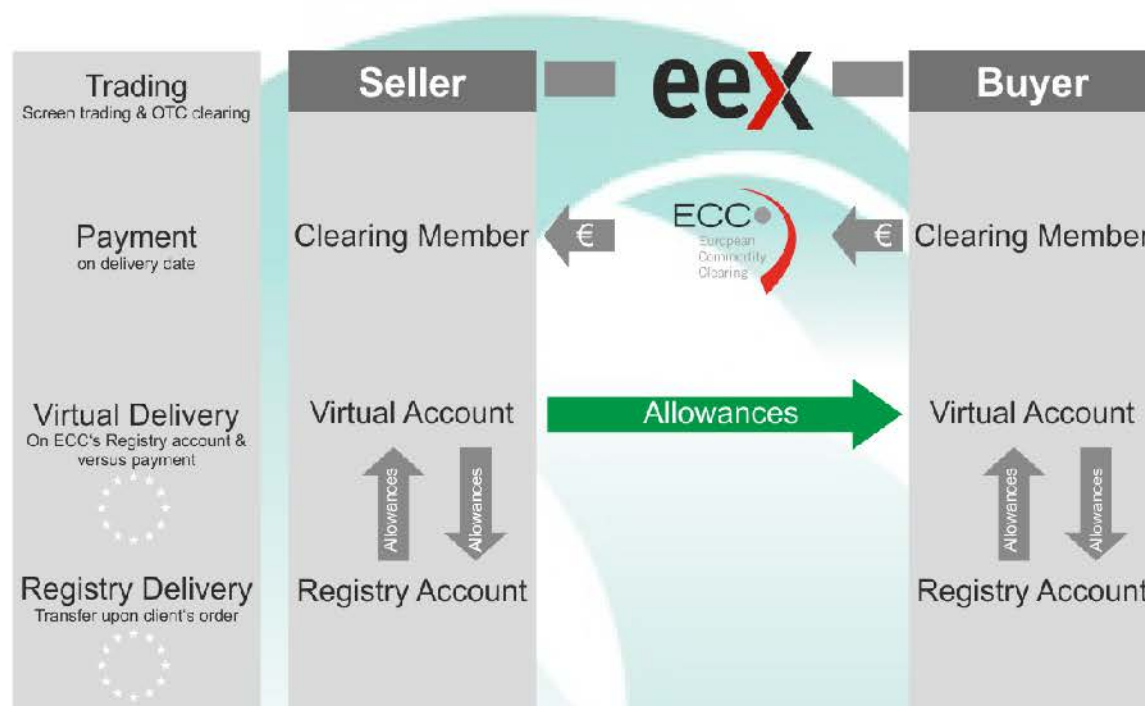 Trading
Screen trading & OTC clearing
Seller
eex
Buyer
Payment
on delivery date
Clearing Member
€
ECC
European
Commodity
Clearing
€
Clearing Member
Virtual Delivery
On ECC's Registry account &
versus payment
Virtual Account
Allowances
Virtual Account
Allowances
Allowances
Allowances
Allowances
Registry Delivery
Transfer upon client's order
Registry Account
Registry Account